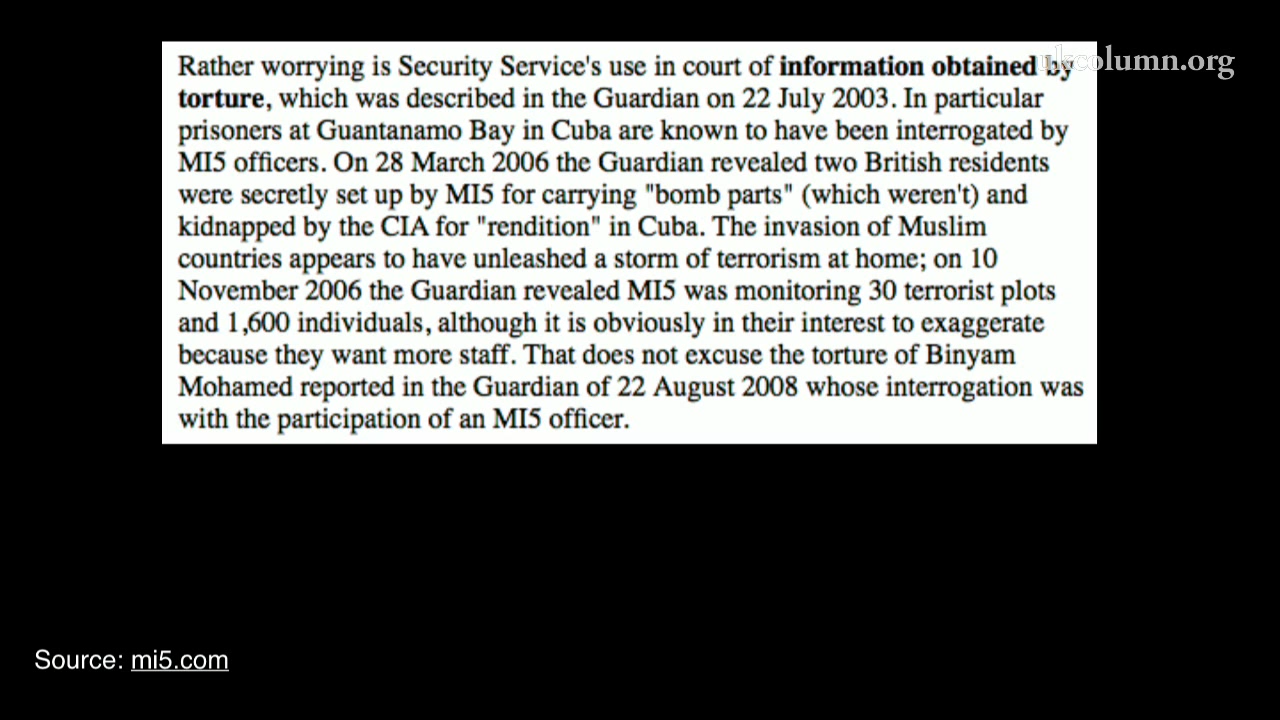 ukcolumn.org
Rather worrying is Security Service's use in court of information obtained by
torture, which was described in the Guardian on 22 July 2003. In particular
prisoners at Guantanamo Bay in Cuba are known to have been interrogated by
MI5 officers. On 28 March 2006 the Guardian revealed two British residents
were secretly set up by MI5 for carrying "bomb parts" (which weren't) and
kidnapped by the CIA for "rendition" in Cuba. The invasion of Muslim
countries appears to have unleashed a storm of terrorism at home; on 10
November 2006 the Guardian revealed MI5 was monitoring 30 terrorist plots
and 1,600 individuals, although it is obviously in their interest to exaggerate
because they want more staff. That does not excuse the torture of Binyam
Mohamed reported in the Guardian of 22 August 2008 whose interrogation was
with the participation of an MI5 officer.
Source: mi5.com